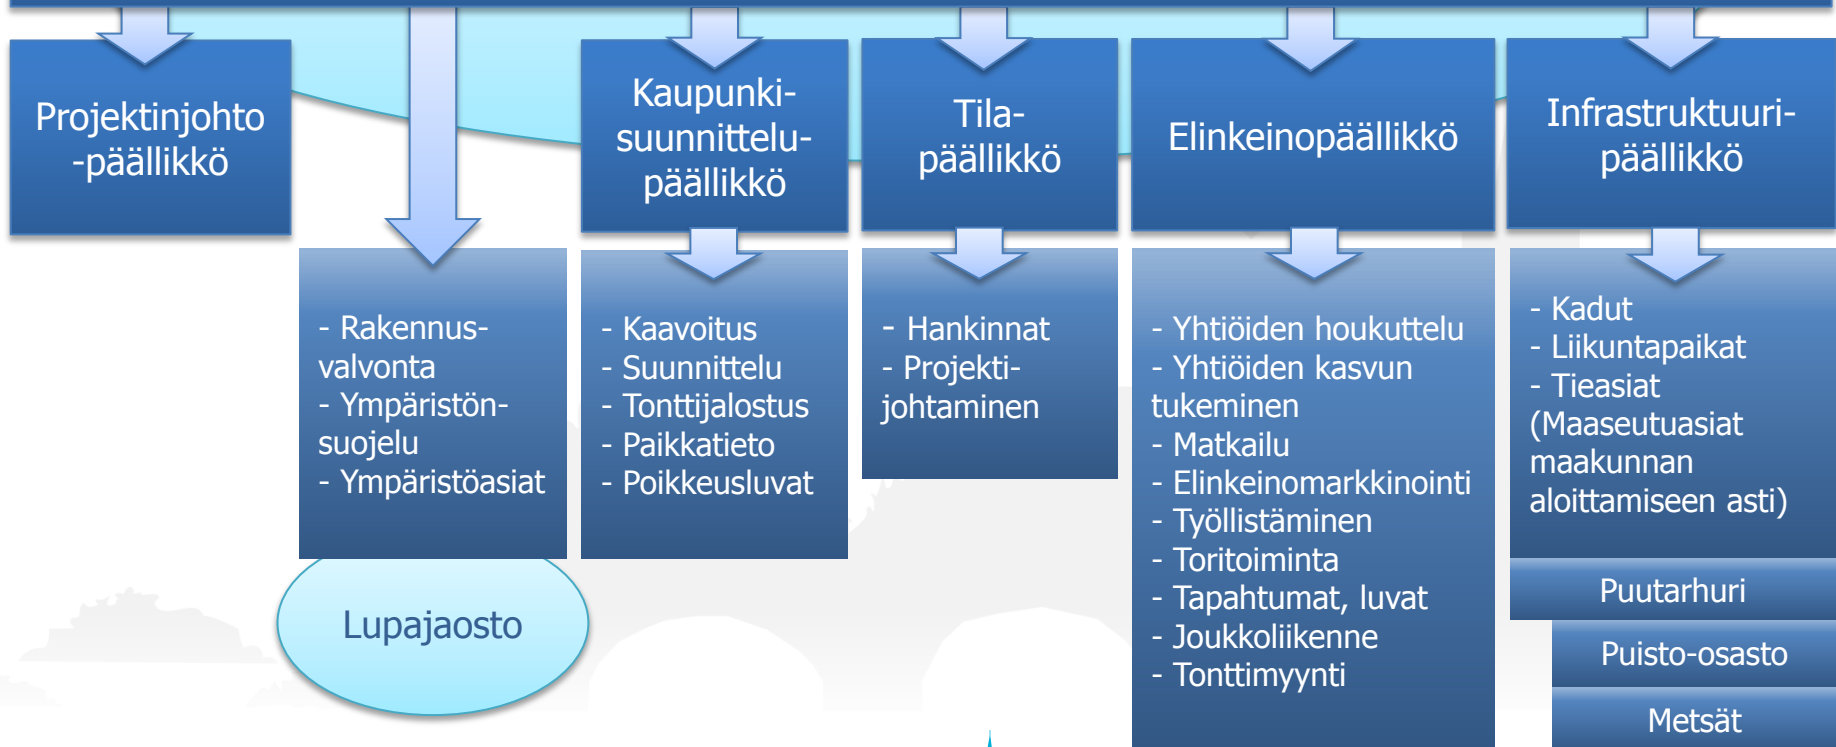 Projektinjohto
-päällikkö
Kaupunki-
suunnittelu-
päällikkö
Tila-
päällikkö
Elinkeinopäällikkö
Infrastruktuuri-
päällikkö
- Rakennus-
valvonta
- Ympäristön-
suojelu
- Ympäristöasiat
- Kaavoitus
- Suunnittelu
- Tonttijalostus
- Paikkatieto
- Poikkeusluvat
- Hankinnat
- Projekti-
johtaminen
- Yhtiöiden houkuttelu
- Yhtiöiden kasvun
tukeminen
- Matkailu
- Elinkeinomarkkinointi
- Työllistäminen
- Toritoiminta
- Tapahtumat, luvat
- Joukkoliikenne
- Tonttimyynti
- Kadut
- Liikuntapaikat
- Tieasiat
(Maaseutuasiat
maakunnan
aloittamiseen asti)
Puutarhuri
Puisto-osasto
Metsät
Lupajaosto